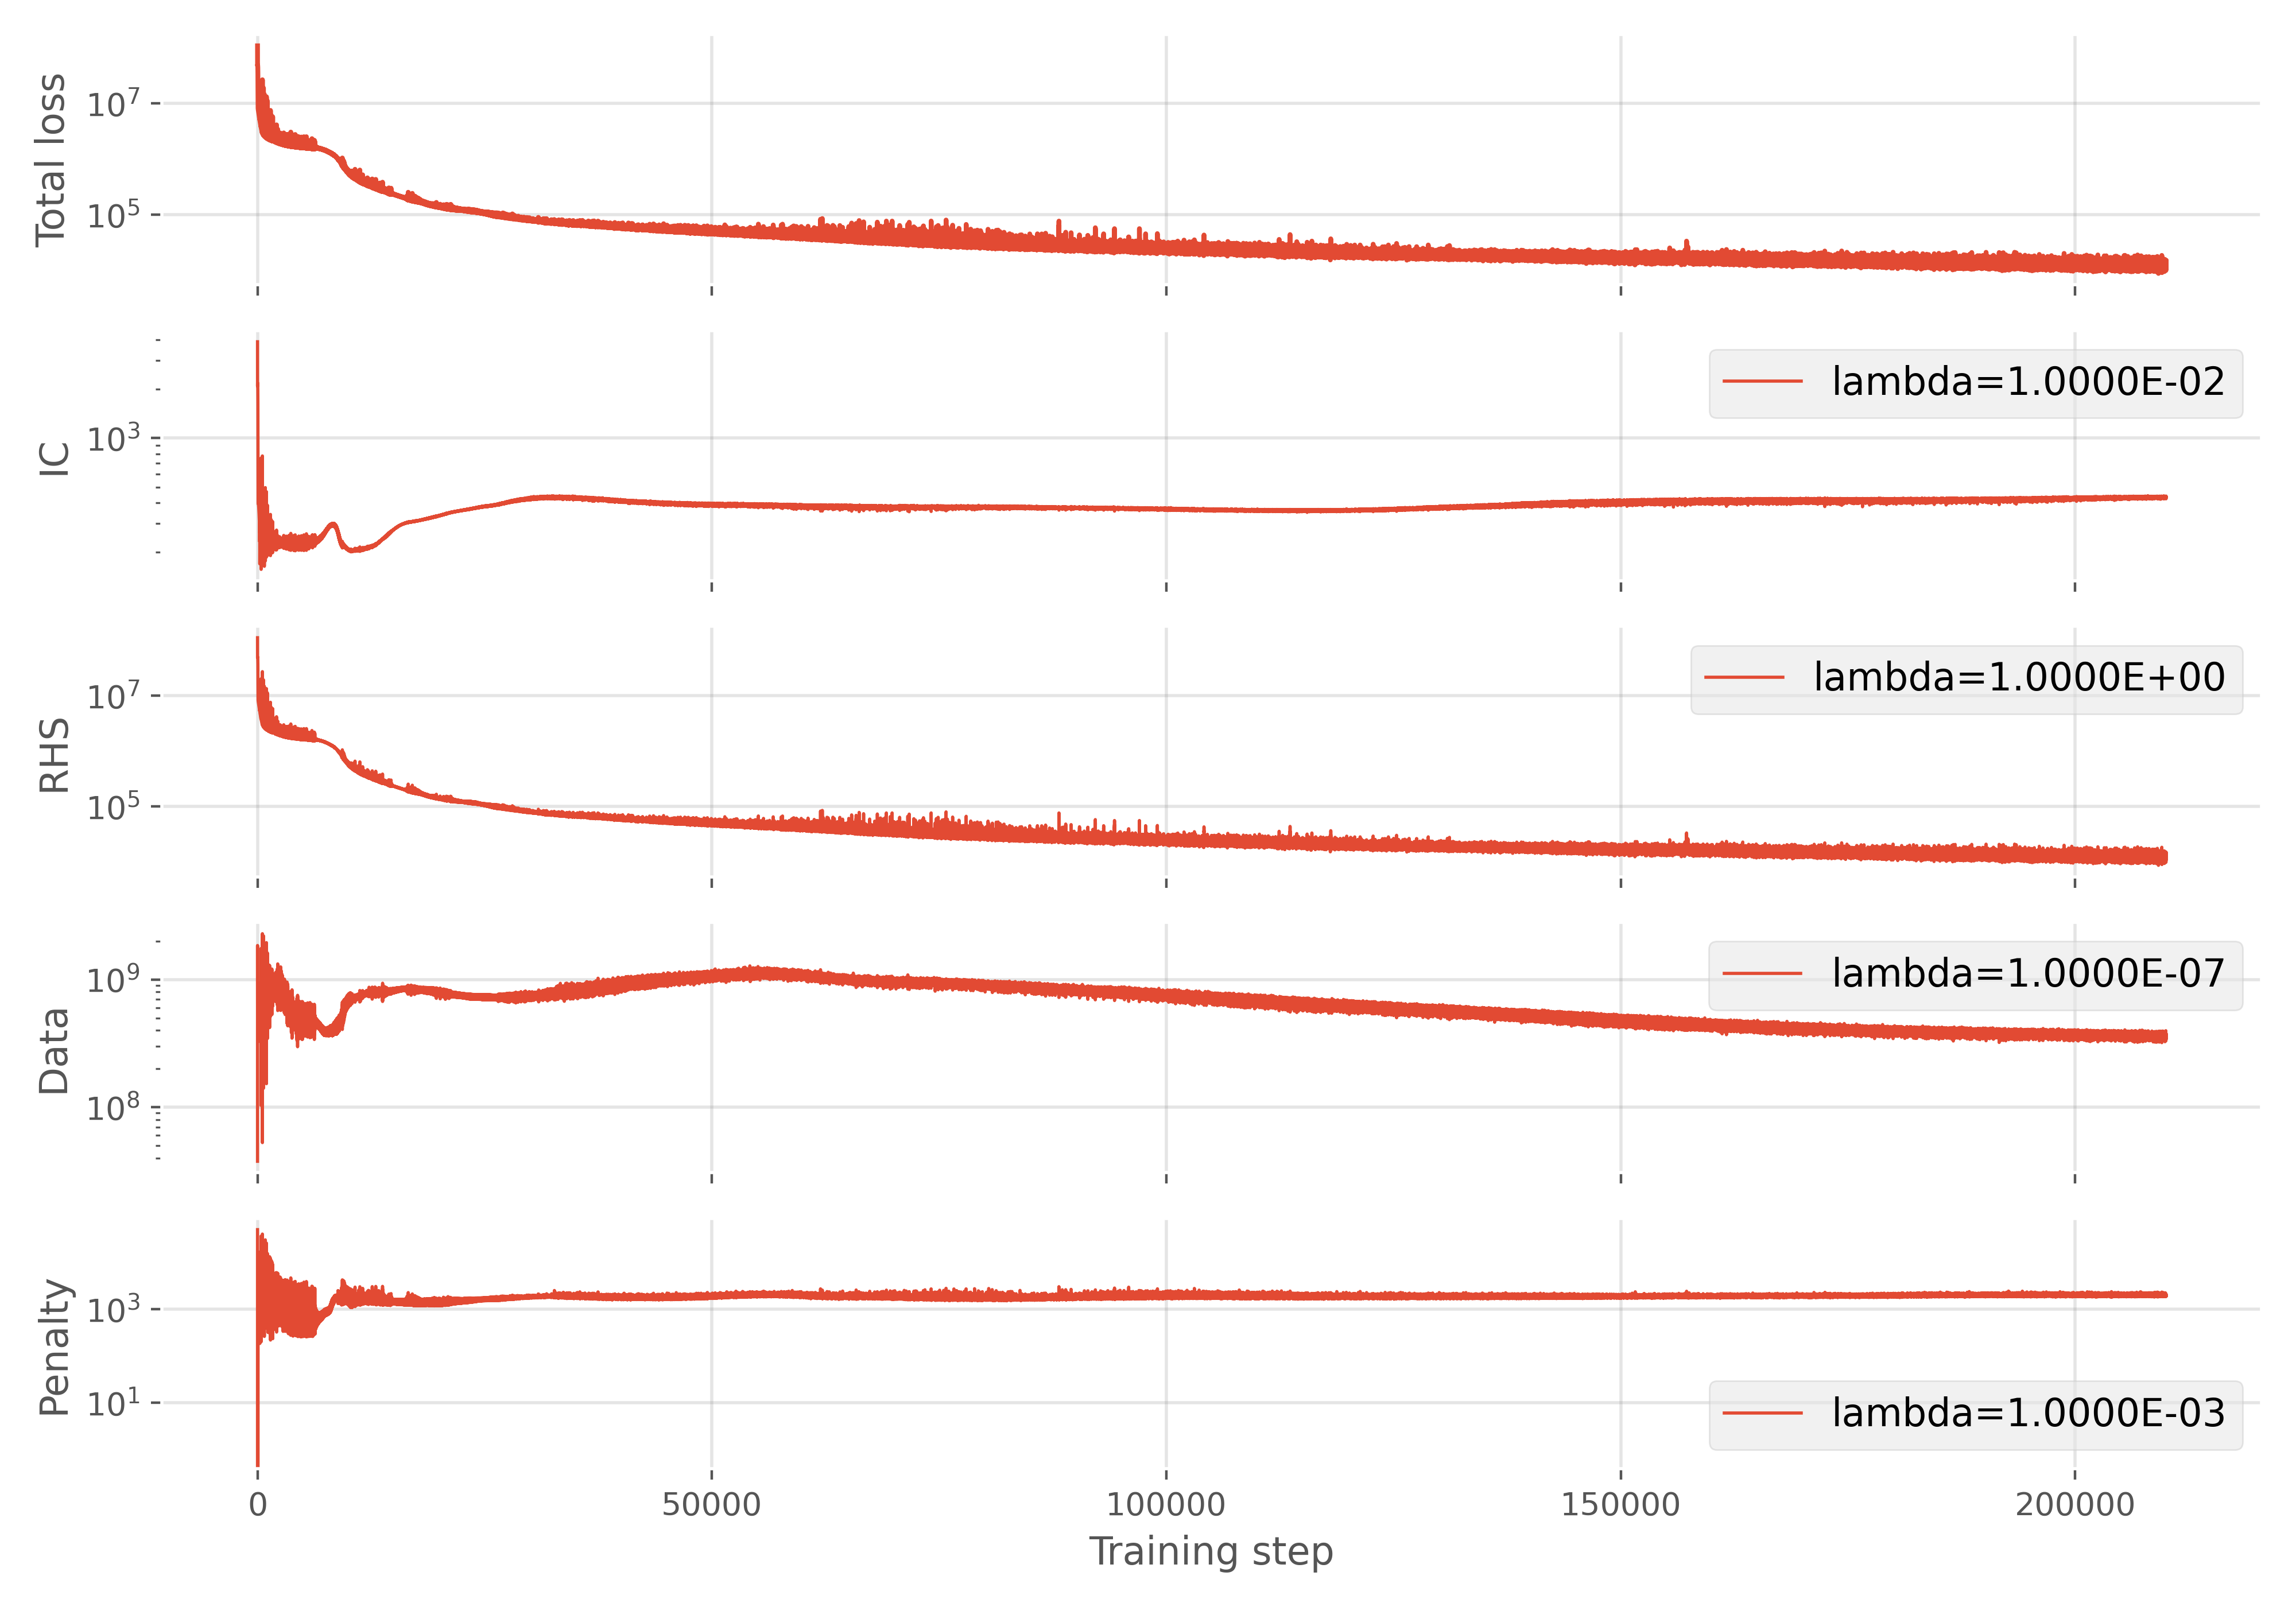 Total loss
10^7
10^5
IC
10^3
lambda=1.0000E-02
RHS
10^7
10^5
lambda=1.0000E+00
Data
10^9
10^8
lambda=1.0000E-07
Penalty
10^3
10^1
lambda=1.0000E-03
0 50000 100000 150000 200000
Training step